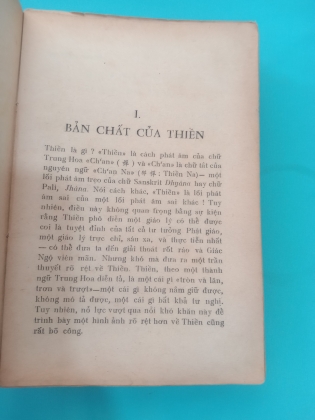 I.
BẢN CHẤT CỦA THIỀN
Thiền là gì ? «Thiền» là cách phát âm của chữ
Trung Hoa «Ch'an» ( 禪 ) và «Ch'an» là chữ tắt của
nguyên ngữ «Ch'an Na» ( 禪 那 : Thiền Na) — một
lối phát âm trẹo của chữ Sanskrit Dhyāna hay chữ
Pali, Jhāna. Nói cách khác, «Thiền» là lối phát
âm sai của một lối phát âm sai khác ! Tuy
nhiên, điều này không quan trọng bằng sự kiện
rằng Thiền phô diễn một giáo lý có thể được
coi là tuyệt đỉnh của tất cả tư tưởng Phật giáo,
một giáo lý trực chỉ, sâu xa, và thực tiễn nhất
— có thể đưa ta đến giải thoát rốt ráo và Giác
Ngộ viên mãn. Nhưng khó mà đưa ra một trần
thuyết rõ rệt về Thiền. Thiền, theo một thành
ngữ Trung Hoa diễn tả, là một cái gì «tròn và lăn,
trơn và trượt» — một cái gì không nắm giữ được,
không mô tả được, một cái gì bất khả tư nghị.
Tuy nhiên, nỗ lực vượt qua nỗi khó khăn này để
trình bày một hình ảnh rõ rệt hơn về Thiền cũng
rất bõ công.